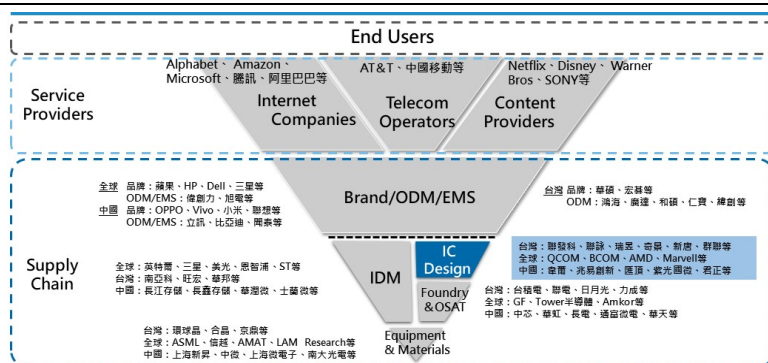 End Users
Service
Providers
Alphabet、Amazon、
Microsoft、騰訊、阿里巴巴等
Internet
Companies
AT&T、中國移動等
Telecom
Operators
Netflix、Disney、Warner
Bros、SONY等
Content
Providers
Supply
Chain
全球 品牌：蘋果、HP、Dell、三星等
ODM/EMS：偉創力、旭電等
中國 品牌：OPPO、Vivo、小米、聯想等
ODM/EMS：立訊、比亞迪、聞泰等
Brand/ODM/EMS
台灣 品牌：華碩、宏碁等
ODM：鴻海、廣達、和碩、仁寶、緯創等
全球：英特爾、三星、美光、恩智浦、ST等
台灣：南亞科、旺宏、華邦等
中國：長江存儲、長鑫存儲、華潤微、士蘭微等
IDM
IC
Design
台灣：聯發科、聯詠、瑞昱、奇景、新唐、群聯等
全球：QCOM、BCOM、AMD、Marvell等
中國：韋爾、兆易創新、匯頂、紫光國微、君正等
Foundry
&OSAT
台灣：台積電、聯電、日月光、力成等
全球：GF、Tower半導體、Amkor等
中國：中芯、華虹、長電、通富微電、華天等
台灣：環球晶、合晶、京鼎等
全球：ASML、信越、AMAT、LAM Research等
中國：上海新昇、中微、上海微電子、南大光電等
Equipment
& Materials